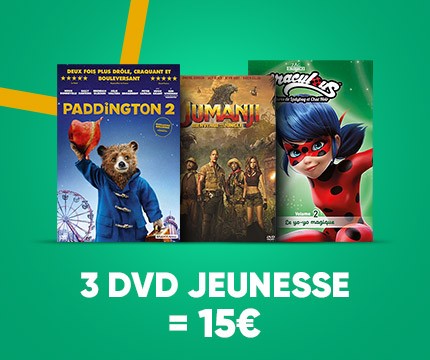 DEUX FOIS PLUS DRÔLE, CRAQUANT ET
BOULEVERSANT
PADDINGTON 2
JUMANJI
BIENVENUE DANS LA JUNGLE
Miraculous
Les aventures de Ladybug et Chat Noir
Volume 2
Le yo-yo magique
DVD
3 DVD JEUNESSE
= 15€